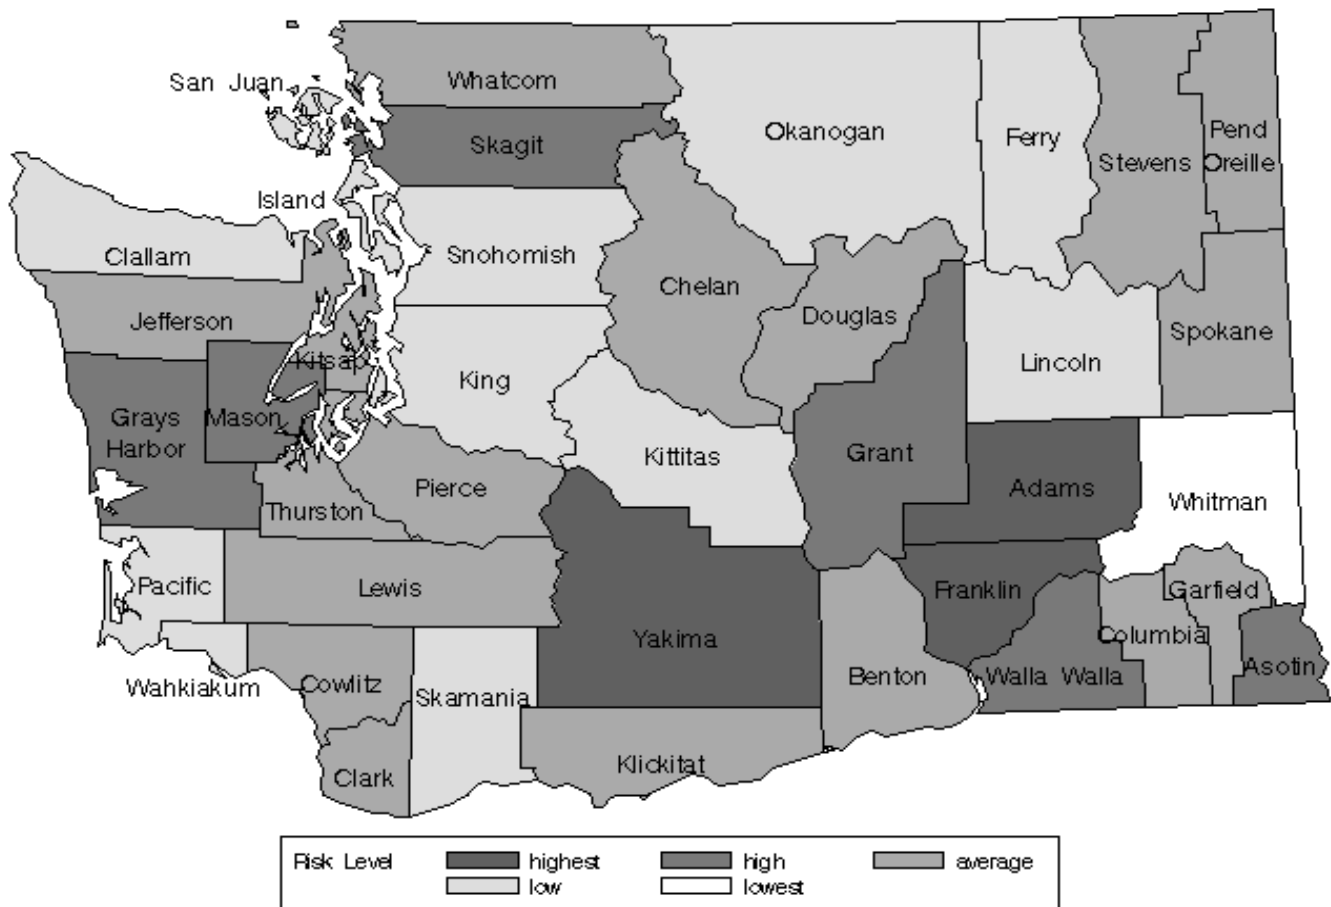 San Juan
Whatcom
Skagit
Okanogan
Ferry
Stevens
Pend
Oreille
Island
Clallam
Snohomish
Chelan
Jefferson
Douglas
Spokane
Kitsap
King
Lincoln
Grays
Harbor
Mason
Kittitas
Grant
Pierce
Adams
Thurston
Whitman
Pacific
Lewis
Franklin
Garfield
Columbia
Yakima
Wahkiakum
Cowlitz
Skamania
Benton
Walla Walla
Asotin
Clark
Klickitat
Risk Level highest high average
low lowest